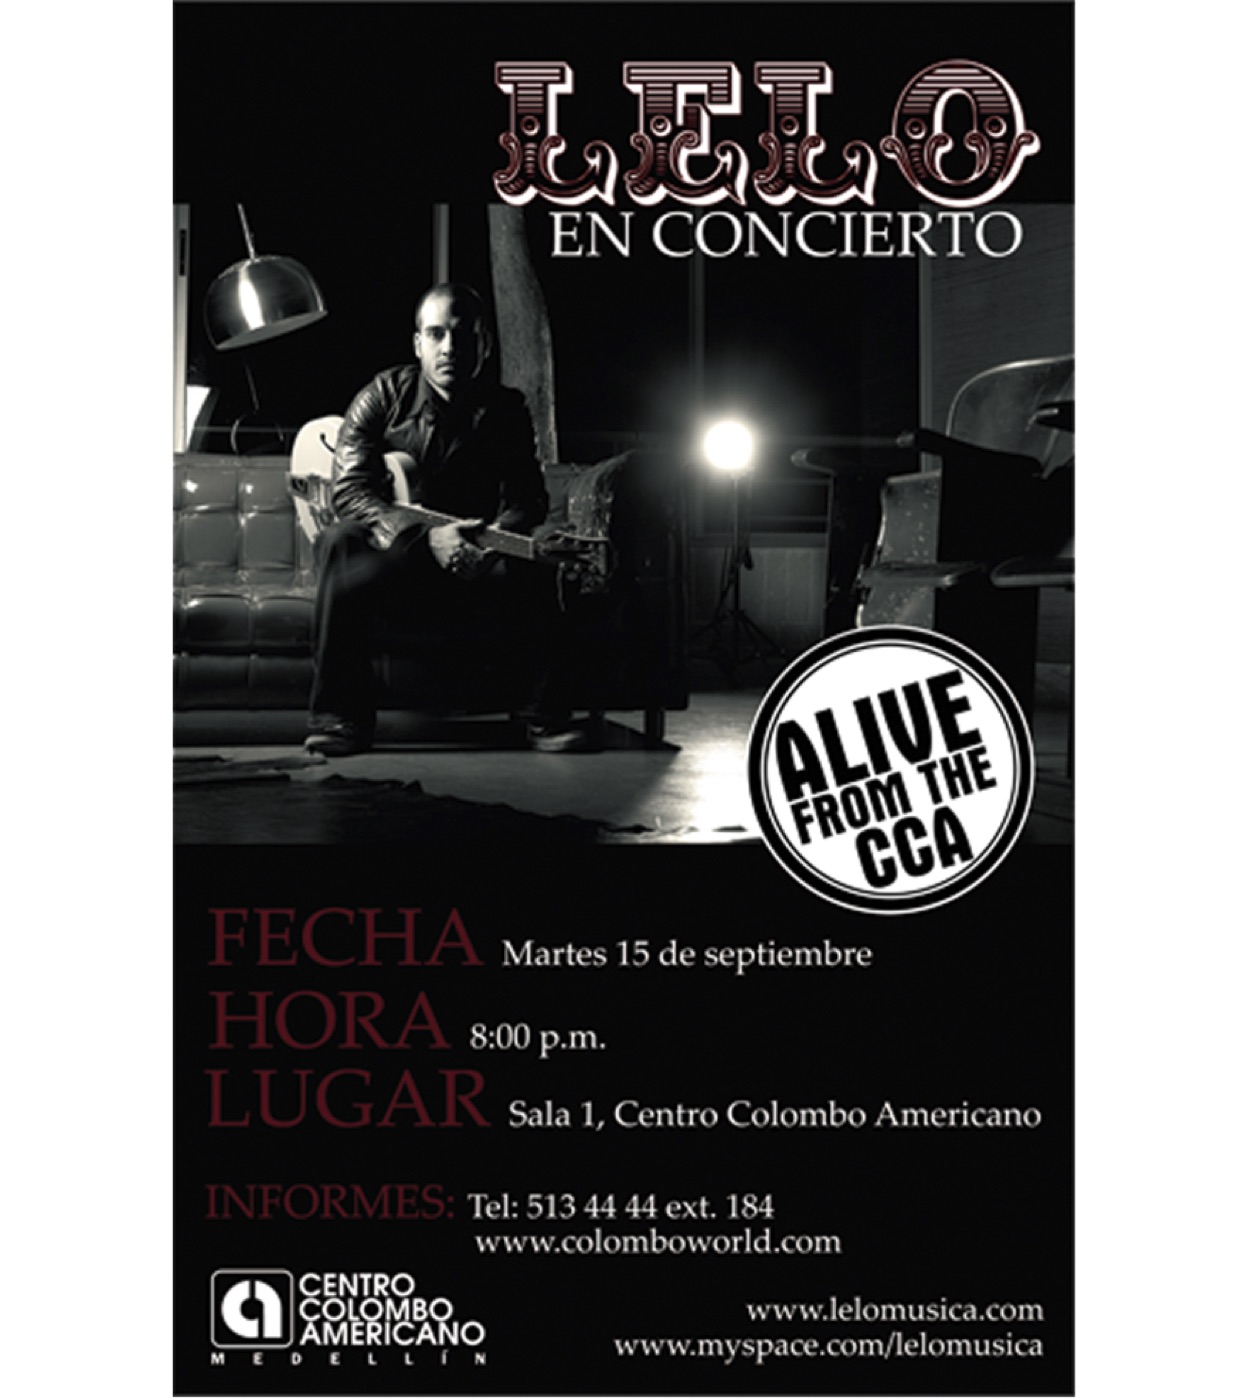 LELO
EN CONCIERTO
ALIVE
FROM THE
CCA
FECHA Martes 15 de septiembre
HORA 8:00 p.m.
LUGAR Sala 1, Centro Colombo Americano
INFORMES: Tel: 513 44 44 ext. 184
www.colomboworld.com
CENTRO
COLOMBO
AMERICANO
MEDELLÍN
www.lelomusica.com
www.myspace.com/lelomusica